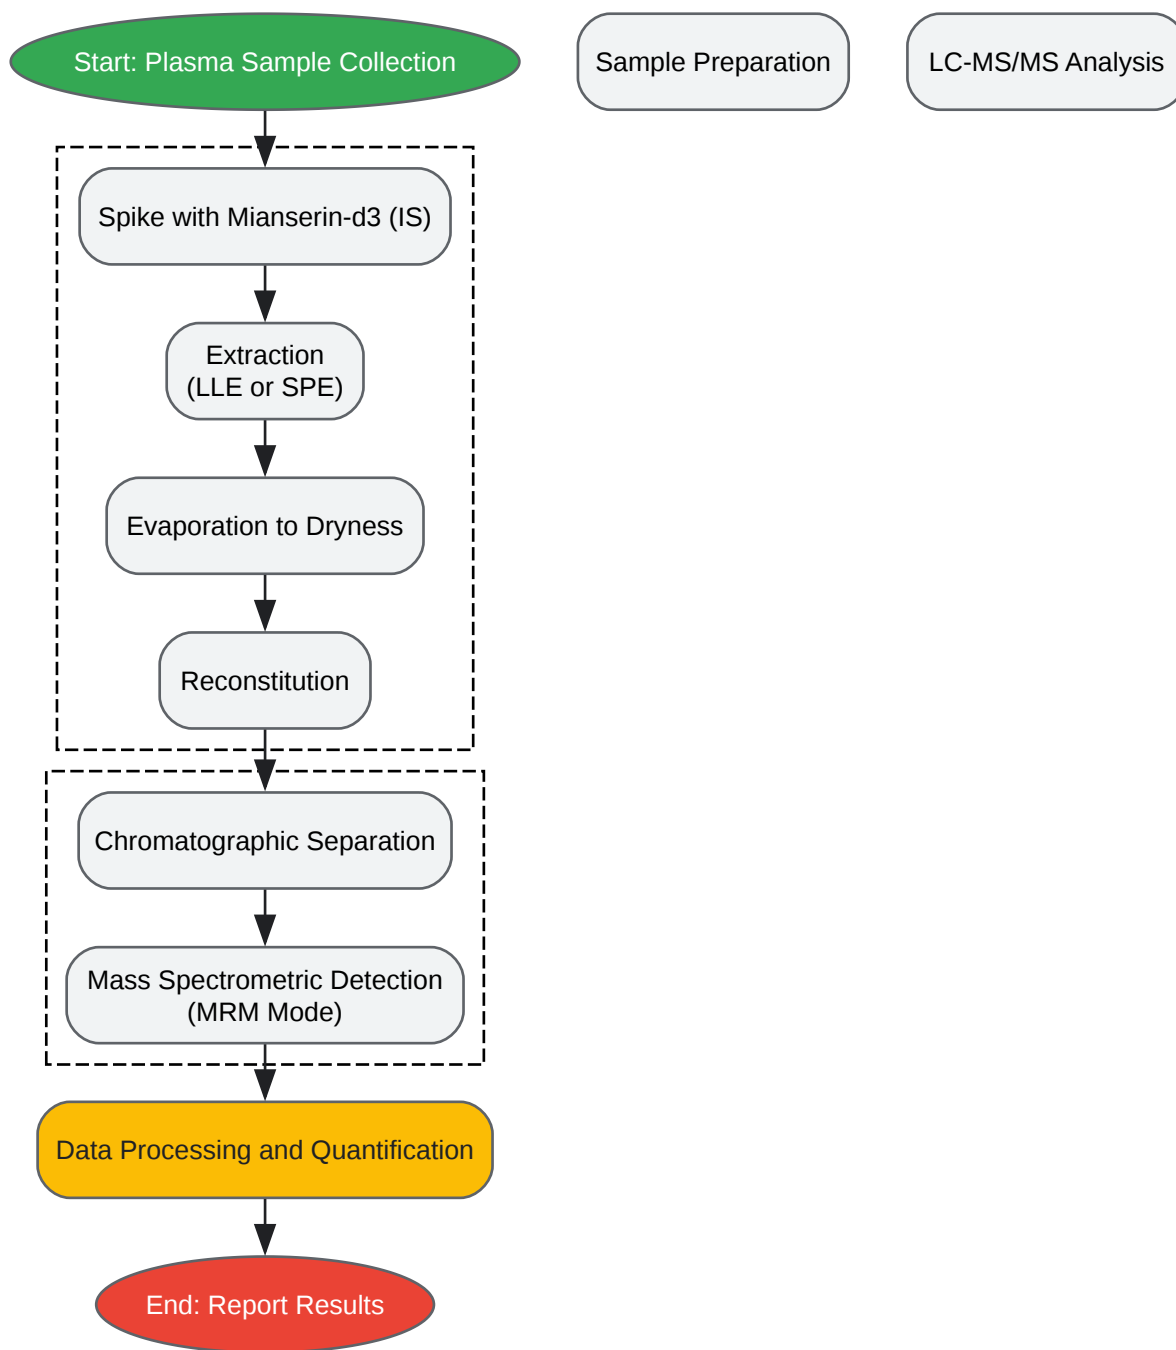 Start: Plasma Sample Collection
Sample Preparation
LC-MS/MS Analysis
Spike with Mianserin-d3 (IS)
Extraction
(LLE or SPE)
Evaporation to Dryness
Reconstitution
Chromatographic Separation
Mass Spectrometric Detection
(MRM Mode)
Data Processing and Quantification
End: Report Results